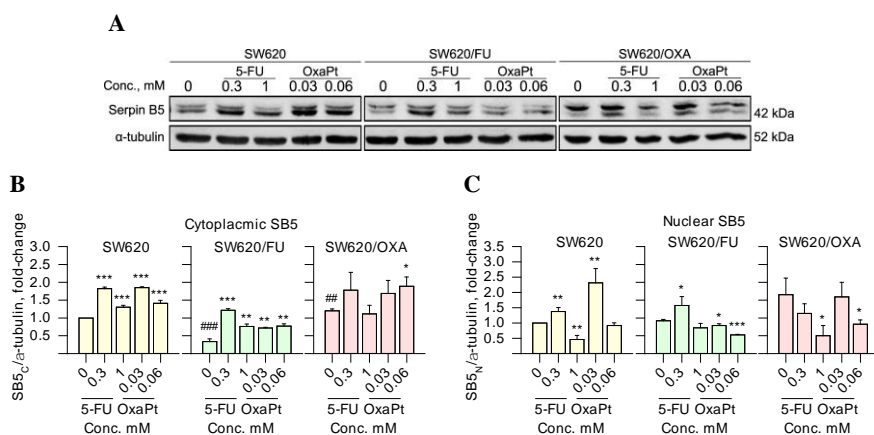 A
SW620 SW620/FU SW620/OXA
5-FU OxaPt 5-FU OxaPt 5-FU OxaPt
Conc., mM 0 0.3 1 0.03 0.06 0 0.3 1 0.03 0.06 0 0.3 1 0.03 0.06
Serpin B5 42 kDa
α-tubulin 52 kDa
B
Cytoplacmic SB5
SW620 SW620/FU SW620/OXA
SB5C/a-tubulin, fold-change
3.0
2.5
2.0
1.5
1.0
0.5
*** *** *** ***
### *** ** ** **
## *
0 0.3 1 0.03 0.06 0 0.3 1 0.03 0.06 0 0.3 1 0.03 0.06
5-FU OxaPt 5-FU OxaPt 5-FU OxaPt
Conc. mM Conc. mM Conc. mM
C
Nuclear SB5
SW620 SW620/FU SW620/OXA
SB5N/a-tubulin, fold-change
3.5
3.0
2.5
2.0
1.5
1.0
0.5
** ** **
* * ***
* *
0 0.3 1 0.03 0.06 0 0.3 1 0.03 0.06 0 0.3 1 0.03 0.06
5-FU OxaPt 5-FU OxaPt 5-FU OxaPt
Conc. mM Conc. mM Conc. mM